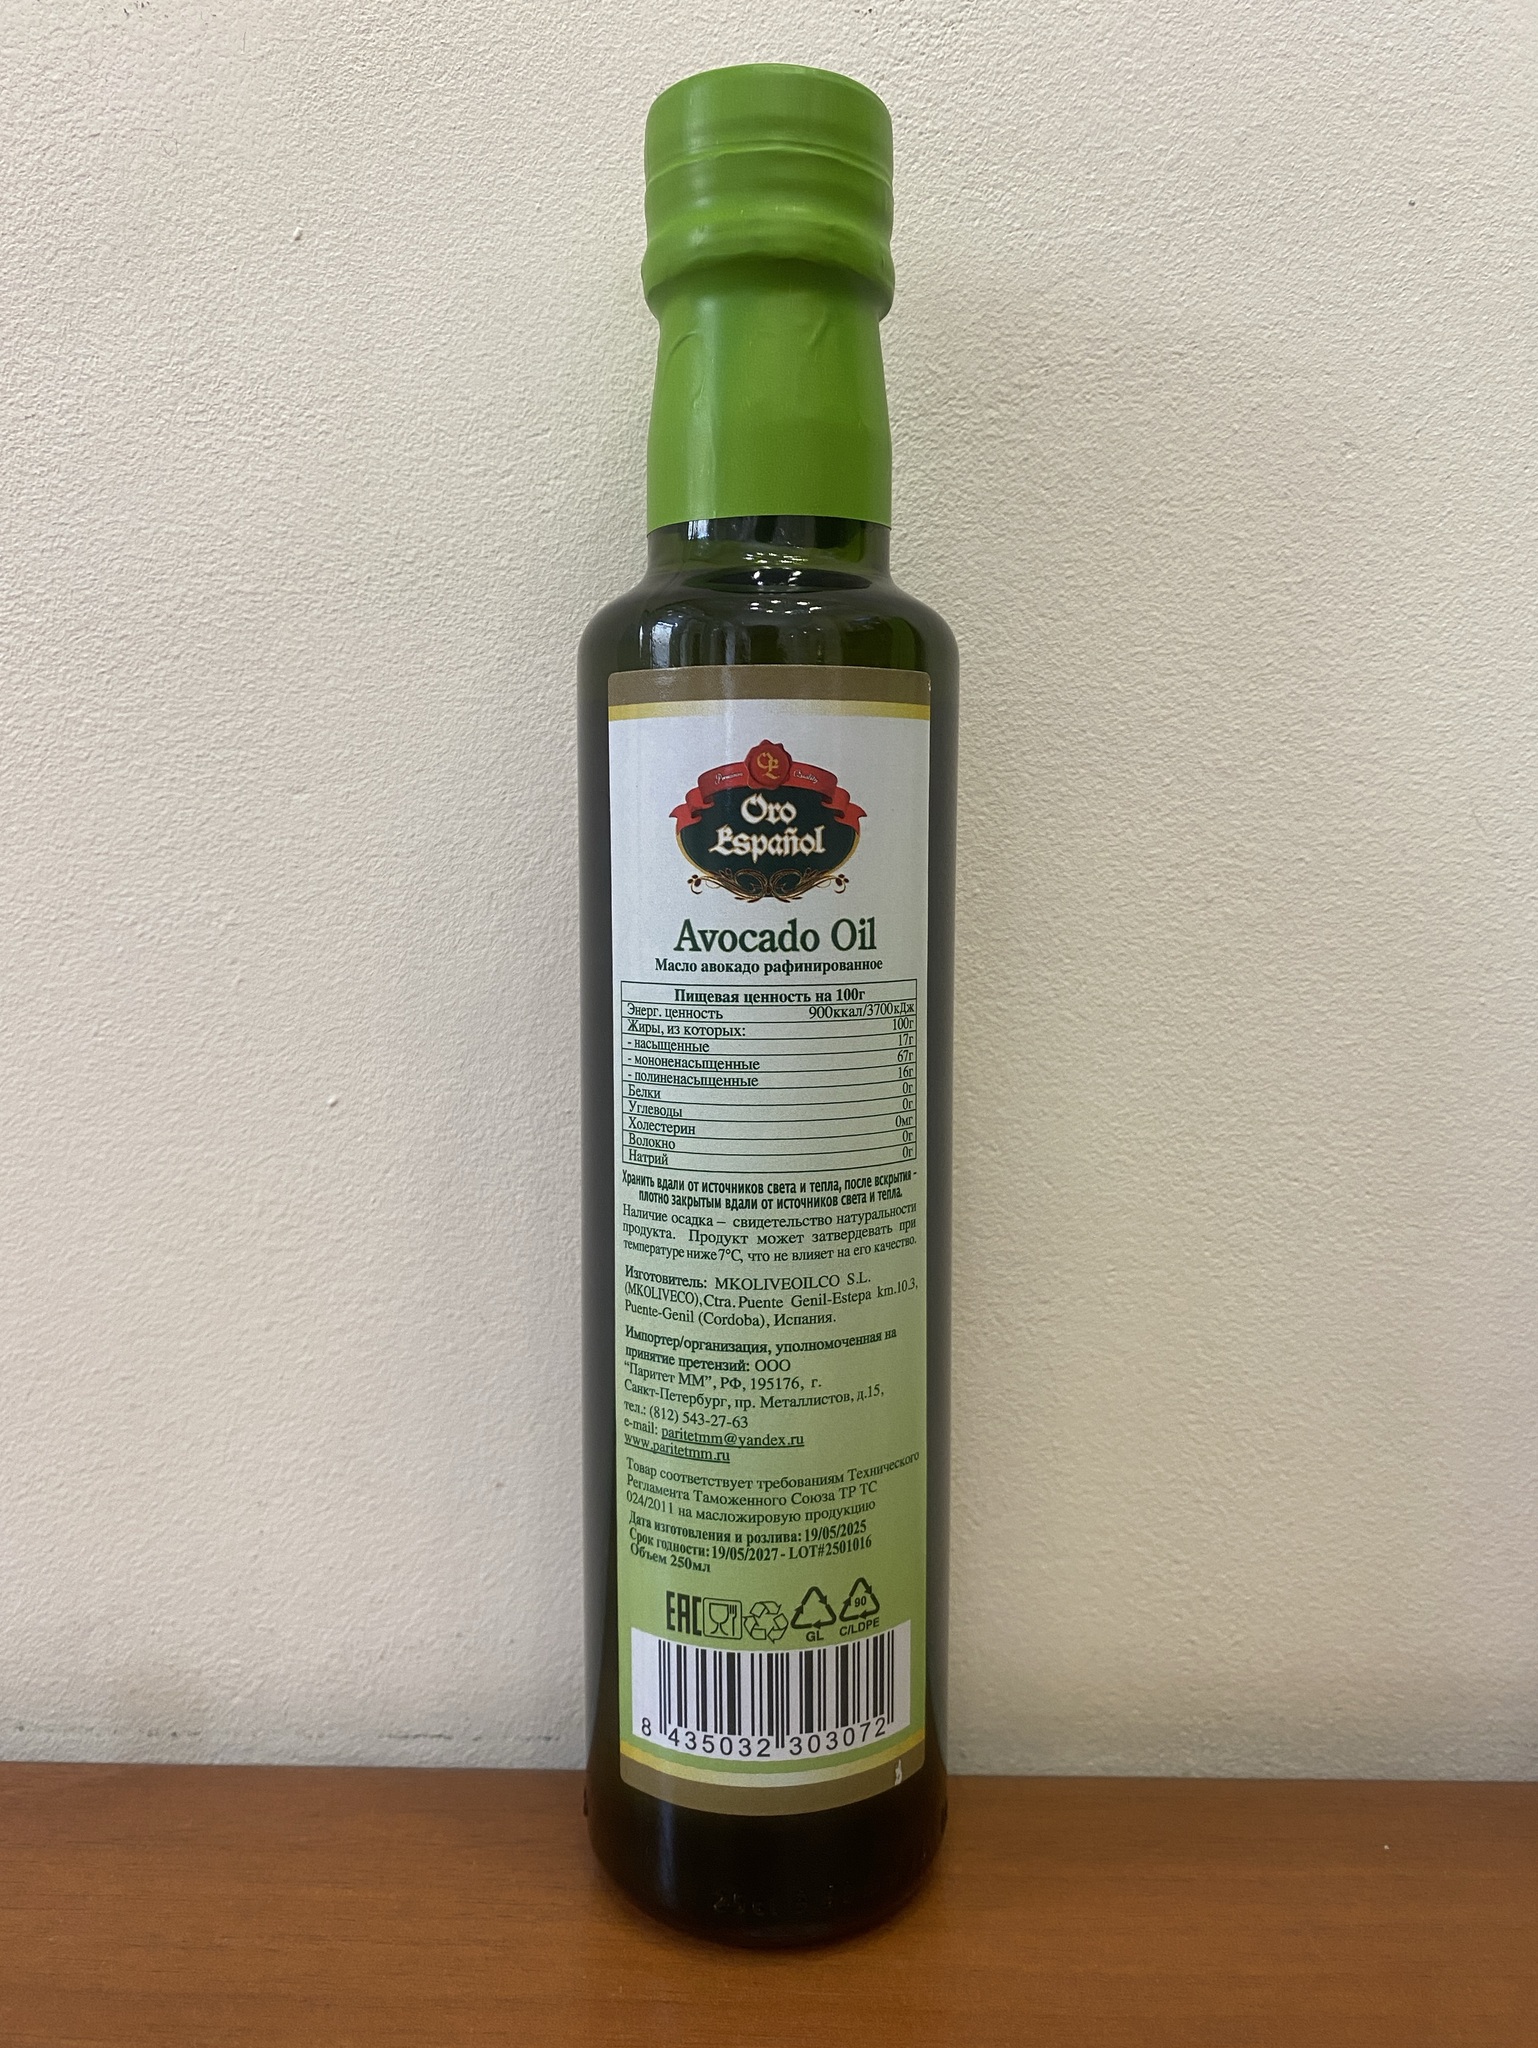 Premium Quality
Oro
Español
Avocado Oil
Масло авокадо рафинированное
Пищевая ценность на 100г
Энерг. ценность 900ккал/3700кДж
Жиры, из которых: 100г
- насыщенные 17г
- мононенасыщенные 67г
- полиненасыщенные 16г
Белки 0г
Углеводы 0г
Холестерин 0мг
Волокно 0г
Натрий 0г
Хранить вдали от источников света и тепла, после вскрытия -
плотно закрытым вдали от источников света и тепла.
Наличие осадка – свидетельство натуральности
продукта. Продукт может затвердевать при
температуре ниже 7°C, что не влияет на его качество.
Изготовитель: MKOLIVEOILCO S.L.
(MKOLIVECO), Ctra. Puente Genil-Estepa km.10.3,
Puente-Genil (Cordoba), Испания.
Импортер/организация, уполномоченная на
принятие претензий: ООО
"Паритет ММ", РФ, 195176, г.
Санкт-Петербург, пр. Металлистов, д.15,
тел.: (812) 543-27-63
e-mail: paritetmm@yandex.ru
www.paritetmm.ru
Товар соответствует требованиям Технического
Регламента Таможенного Союза ТР ТС
024/2011 на масложировую продукцию
Дата изготовления и розлива: 19/05/2025
Срок годности: 19/05/2027 - LOT#2501016
Объем 250мл
EAC
90
GL C/LDPE
8 435032 303072